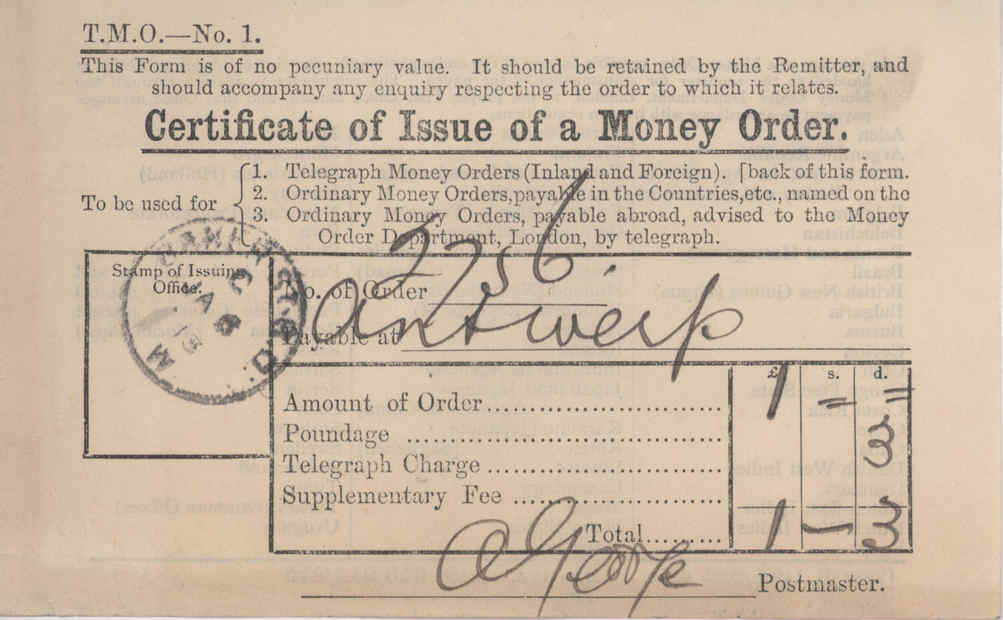 T.M.O.—No. 1.
This Form is of no pecuniary value. It should be retained by the Remitter, and
should accompany any enquiry respecting the order to which it relates.
Certificate of Issue of a Money Order.
To be used for
1. Telegraph Money Orders (Inland and Foreign). [back of this form.
2. Ordinary Money Orders, payable in the Countries, etc., named on the
3. Ordinary Money Orders, payable abroad, advised to the Money
Order Department, London, by telegraph.
Stamp of Issuing
Office.
No. of Order 2256
Payable at Antwerp
£ s. d.
Amount of Order 1 = =
Poundage 3
Telegraph Charge
Supplementary Fee
Total 1 — 3
Postmaster.